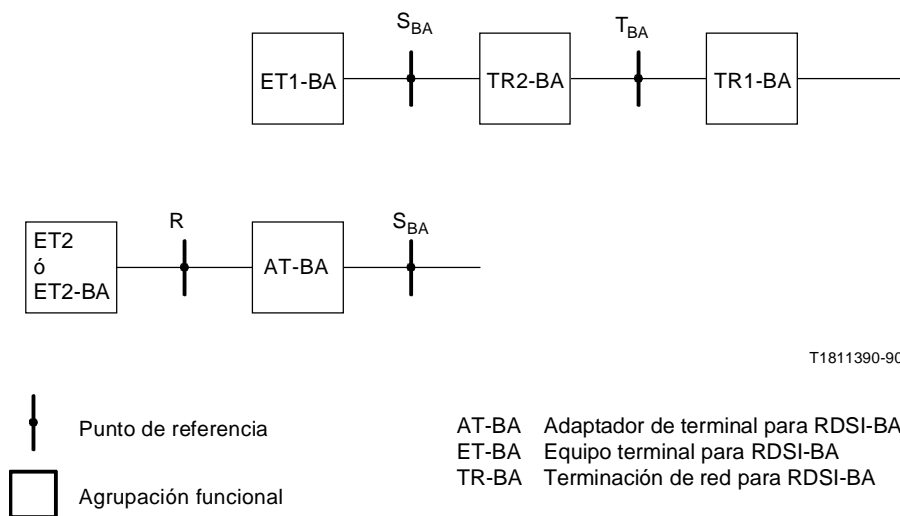 S_BA T_BA
ET1-BA TR2-BA TR1-BA
R S_BA
ET2
ó
ET2-BA
AT-BA
T1811390-90
Punto de referencia
Agrupación funcional
AT-BA Adaptador de terminal para RDSI-BA
ET-BA Equipo terminal para RDSI-BA
TR-BA Terminación de red para RDSI-BA